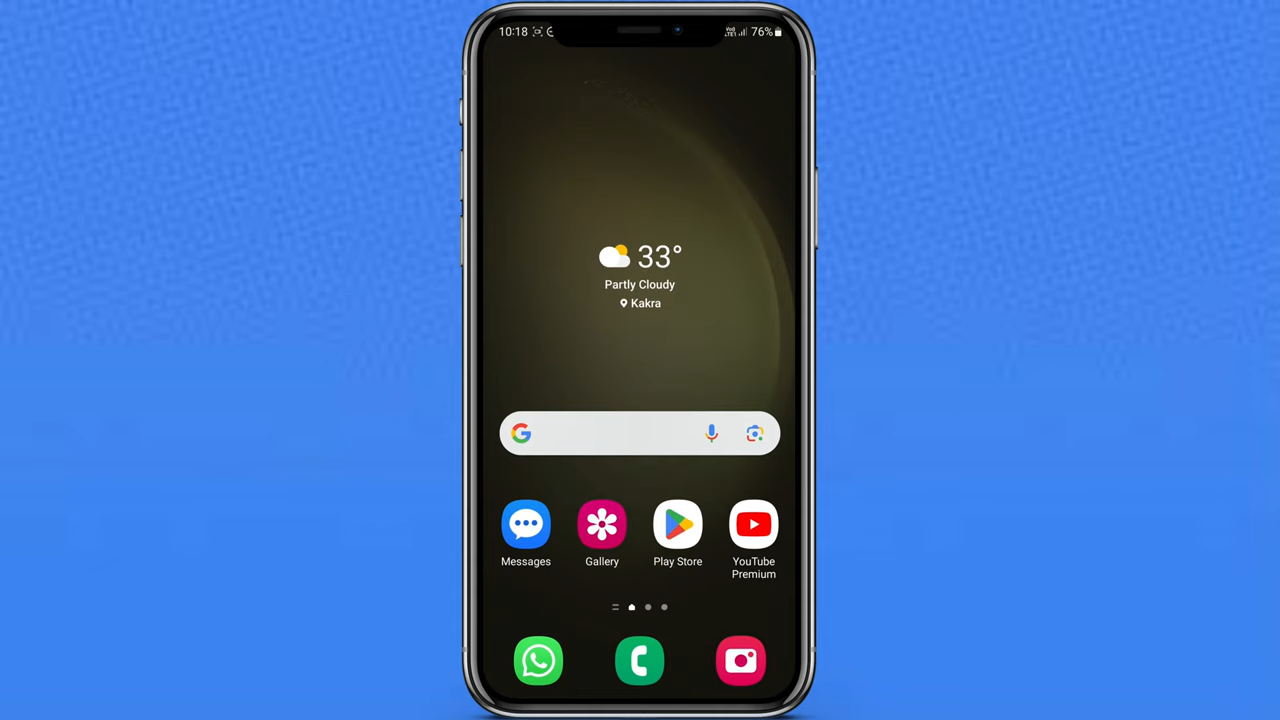 10:18
76%
33°
Partly Cloudy
Kakra
Messages
Gallery
Play Store
YouTube
Premium